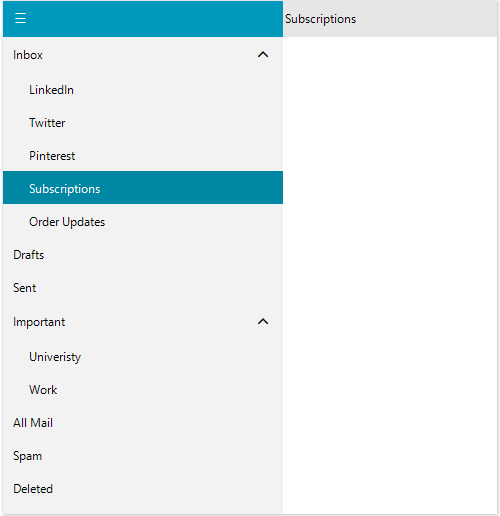 Subscriptions
Inbox
LinkedIn
Twitter
Pinterest
Subscriptions
Order Updates
Drafts
Sent
Important
Univeristy
Work
All Mail
Spam
Deleted